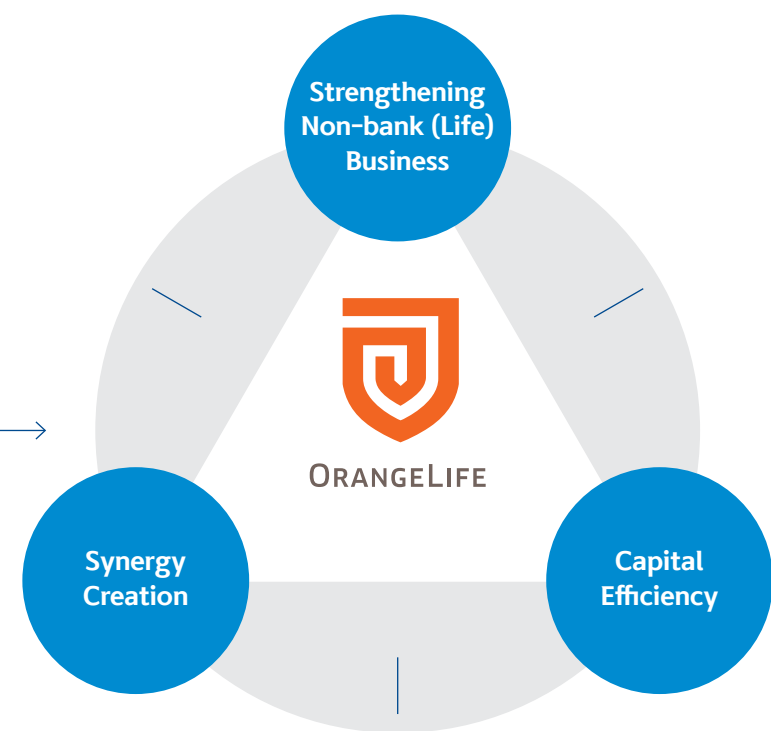 Strengthening
Non-bank (Life)
Business
ORANGELIFE
Synergy
Creation
Capital
Efficiency